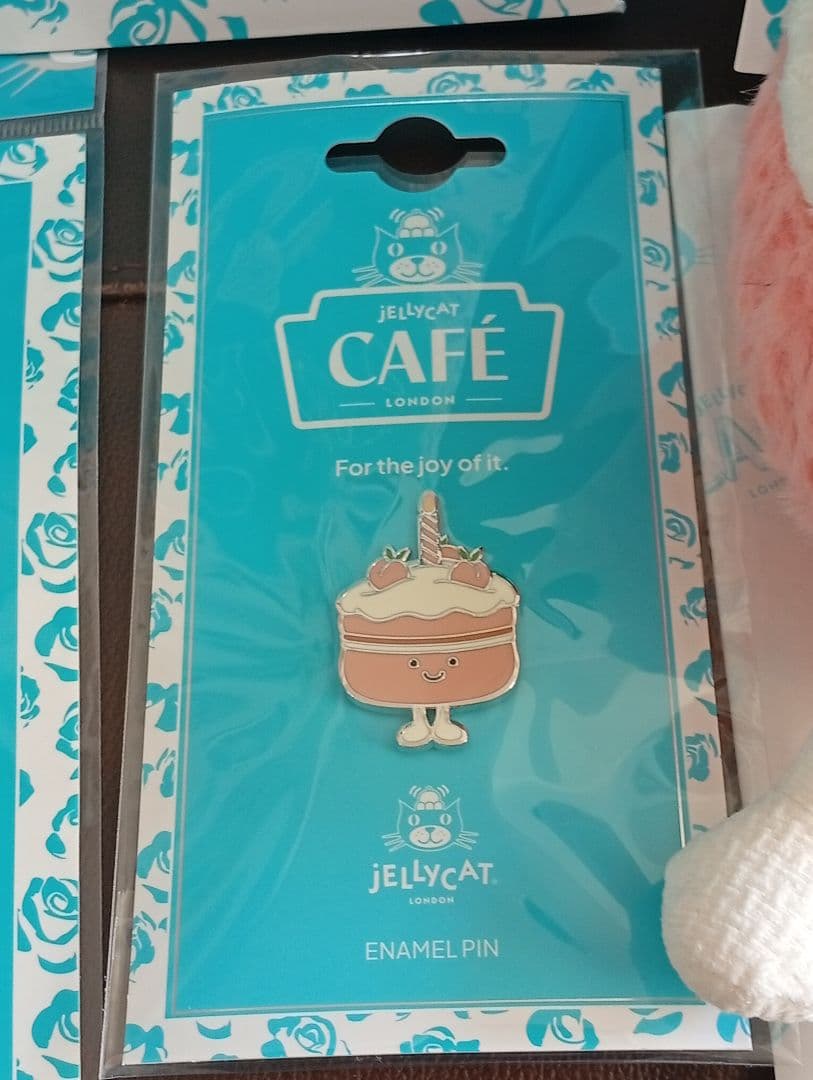 jELLYCAT
CAFÉ
LONDON
For the joy of it.
jELLYCAT®
LONDON
ENAMEL PIN